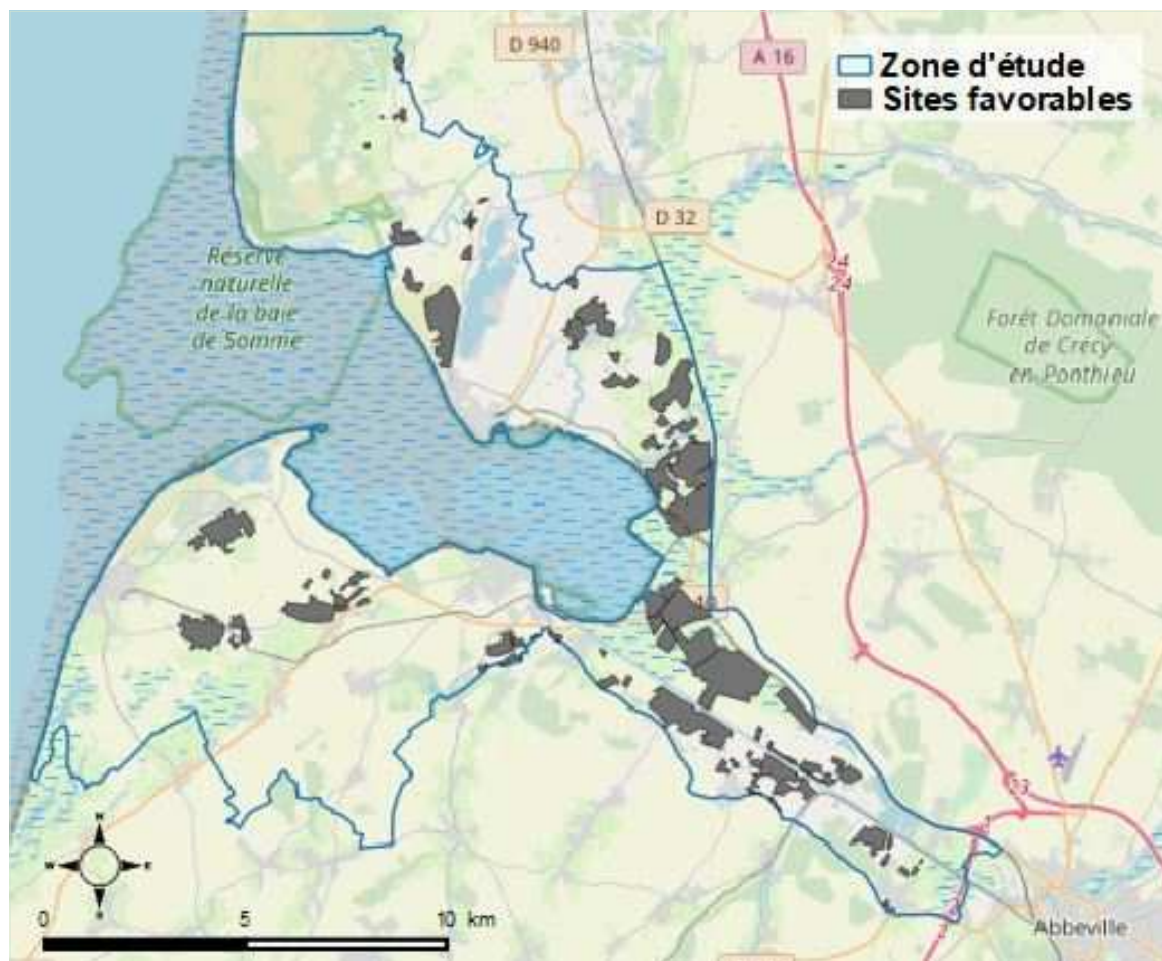 D 940
A 16
Zone d'étude
Sites favorables
D 32
24
24
Réserve
naturelle
de la baie
de Somme
Forêt Domaniale
de Crécy
en-Ponthieu
23
N
W
E
S
0
5
10 km
Abbeville